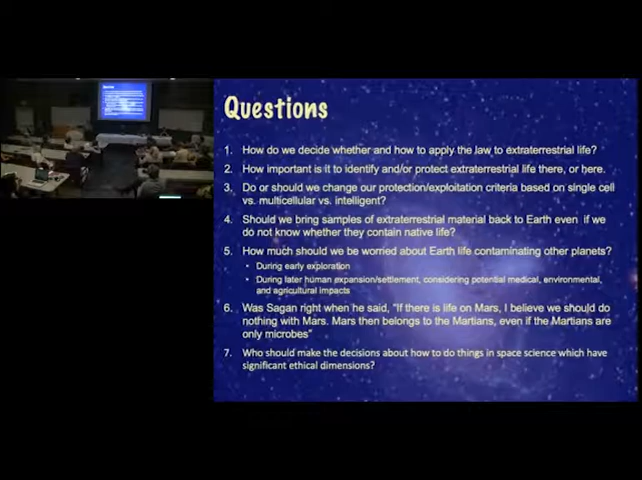 Questions
1. How do we decide whether and how to apply the law to extraterrestrial life?
2. How important is it to identify and/or protect extraterrestrial life there, or here.
3. Do or should we change our protection/exploitation criteria based on single cell
vs. multicellular vs. intelligent?
4. Should we bring samples of extraterrestrial material back to Earth even if we
do not know whether they contain native life?
5. How much should we be worried about Earth life contaminating other planets?
• During early exploration
• During later human expansion/settlement, considering potential medical, environmental,
and agricultural impacts
6. Was Sagan right when he said, "If there is life on Mars, I believe we should do
nothing with Mars. Mars then belongs to the Martians, even if the Martians are
only microbes"
7. Who should make the decisions about how to do things in space science which have
significant ethical dimensions?